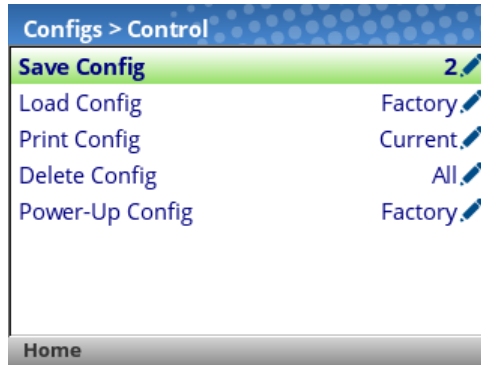 Configs > Control
Save Config 2
Load Config Factory
Print Config Current
Delete Config All
Power-Up Config Factory
Home